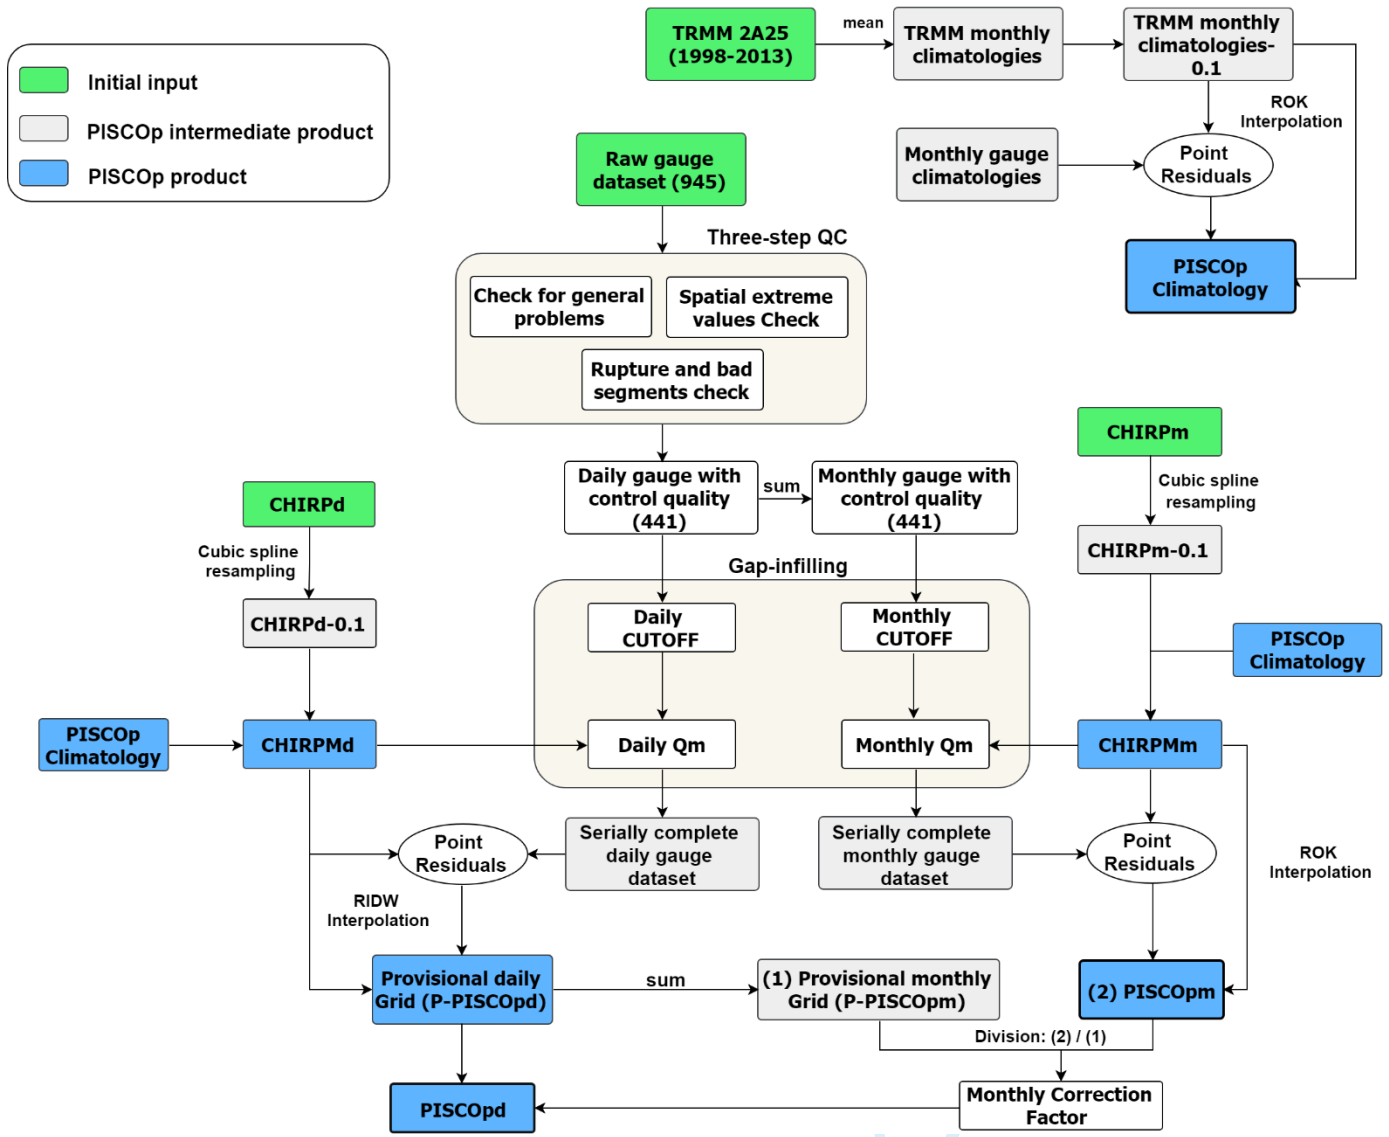 Initial input
PISCOp intermediate product
PISCOp product
TRMM 2A25
(1998-2013)
mean
TRMM monthly
climatologies
TRMM monthly
climatologies-
0.1
ROK
Interpolation
Monthly gauge
climatologies
Point
Residuals
PISCOp
Climatology
Raw gauge
dataset (945)
Three-step QC
Check for general
problems
Spatial extreme
values Check
Rupture and bad
segments check
Daily gauge with
control quality
(441)
sum
Monthly gauge with
control quality
(441)
CHIRPm
Cubic spline
resampling
CHIRPm-0.1
CHIRPd
Cubic spline
resampling
CHIRPd-0.1
Gap-infilling
Daily
CUTOFF
Monthly
CUTOFF
PISCOp
Climatology
PISCOp
Climatology
CHIRPMd
Daily Qm
Monthly Qm
CHIRPMm
Point
Residuals
Serially complete
daily gauge
dataset
Serially complete
monthly gauge
dataset
Point
Residuals
ROK
Interpolation
RIDW
Interpolation
Provisional daily
Grid (P-PISCOpd)
sum
(1) Provisional monthly
Grid (P-PISCOpm)
(2) PISCOpm
Division: (2) / (1)
PISCOpd
Monthly Correction
Factor